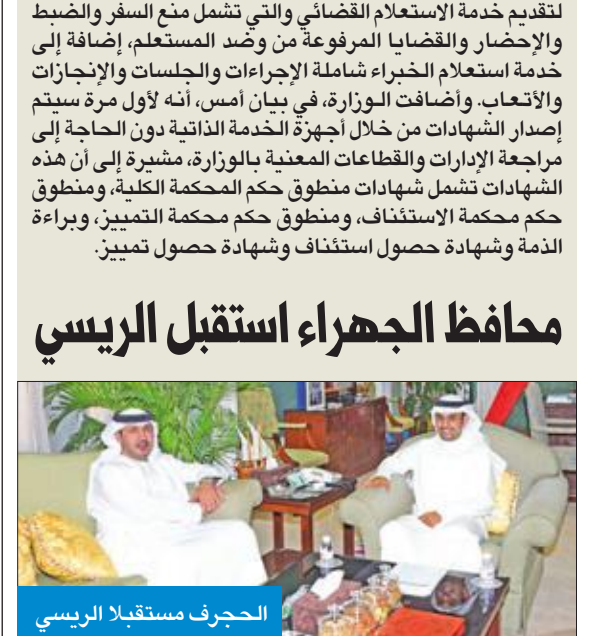 لتقديم خدمة الاستعلام القضائي والتي تشمل منع السفر والضبط
والإحضار والقضايا المرفوعة من وضد المستعلم، إضافة إلى
خدمة استعلام الخبراء شاملة الإجراءات والجلسات والإنجازات
والأتعاب. وأضافت الوزارة، في بيان أمس، أنه لأول مرة سيتم
إصدار الشهادات من خلال أجهزة الخدمة الذاتية دون الحاجة إلى
مراجعة الإدارات والقطاعات المعنية بالوزارة، مشيرة إلى أن هذه
الشهادات تشمل شهادات منطوق حكم المحكمة الكلية، ومنطوق
حكم محكمة الاستئناف، ومنطوق حكم محكمة التمييز، وبراءة
الذمة وشهادة حصول استئناف وشهادة حصول تمييز.
محافظ الجهراء استقبل الريسي
الحجرف مستقبلا الريسي